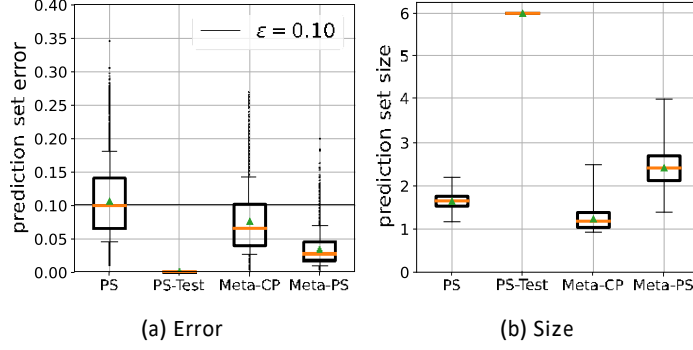 prediction set error
0.40
0.35
0.30
0.25
0.20
0.15
0.10
0.05
0.00
ε = 0.10
PS PS-Test Meta-CP Meta-PS
(a) Error
prediction set size
6
5
4
3
2
1
0
PS PS-Test Meta-CP Meta-PS
(b) Size